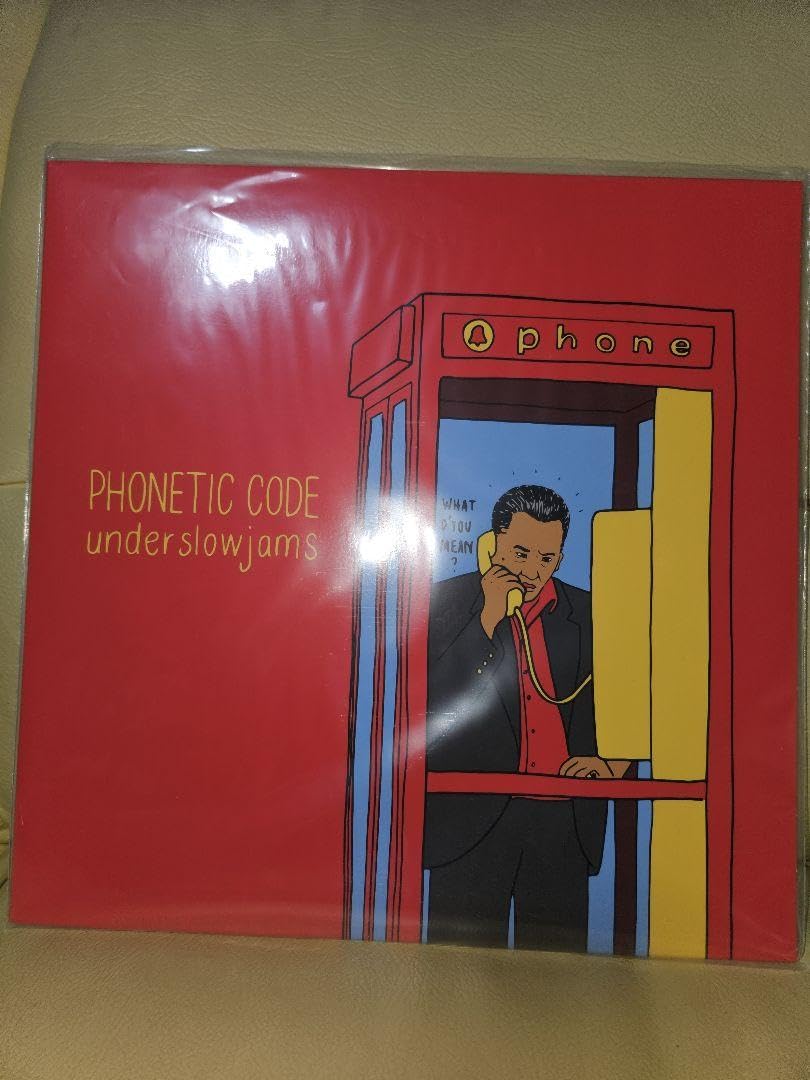 phone
PHONETIC CODE
underslowjams
WHAT
D'YOU
MEAN
?